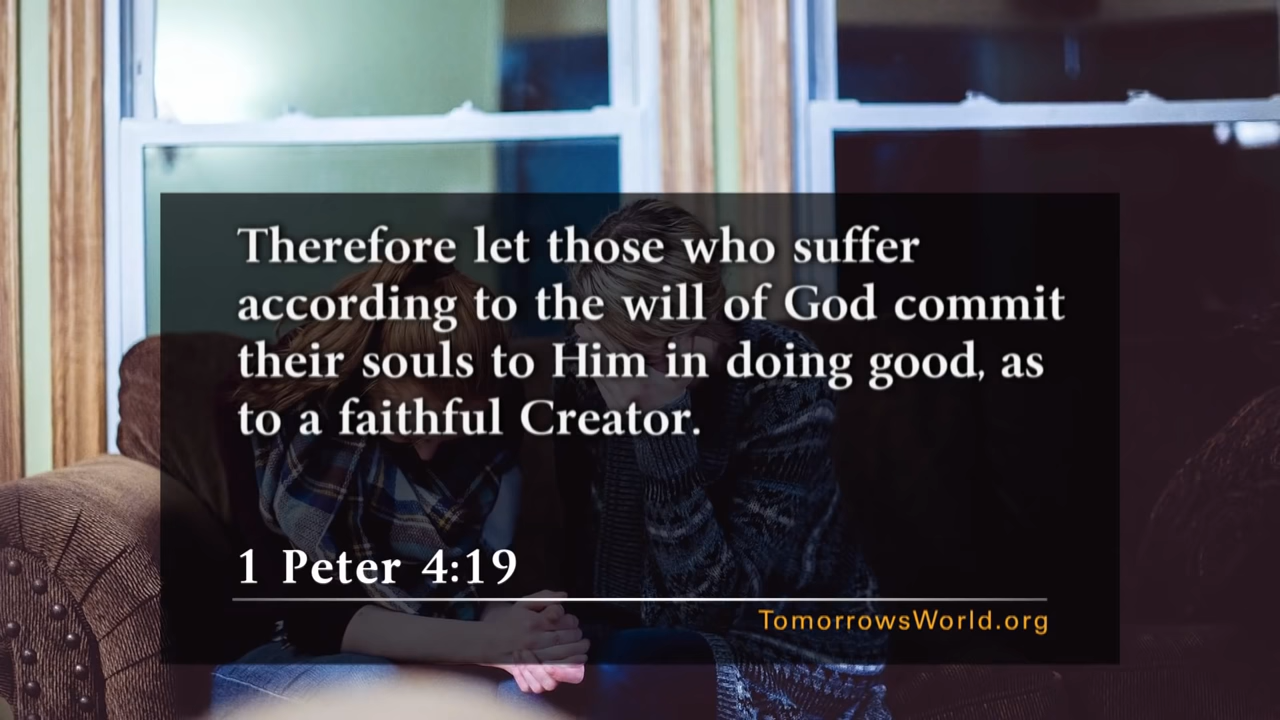 Therefore let those who suffer
according to the will of God commit
their souls to Him in doing good, as
to a faithful Creator.
1 Peter 4:19
TomorrowsWorld.org